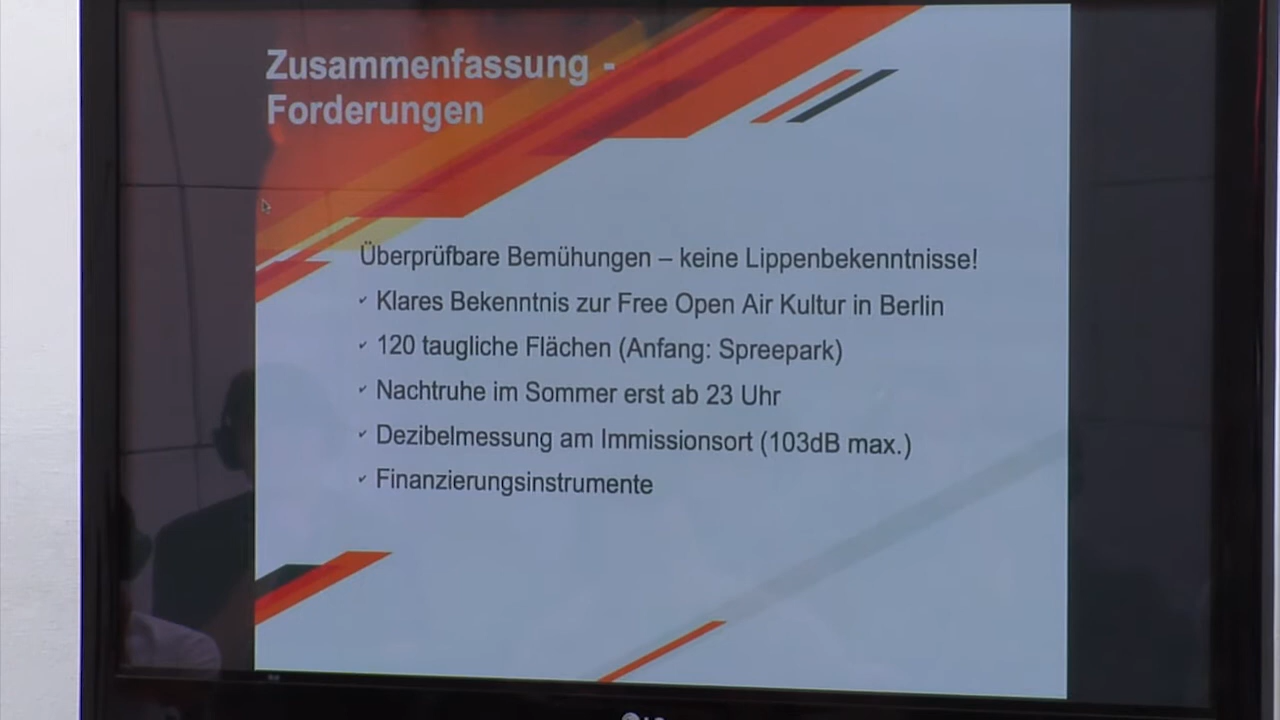 Zusammenfassung -
Forderungen
Überprüfbare Bemühungen – keine Lippenbekenntnisse!
✓ Klares Bekenntnis zur Free Open Air Kultur in Berlin
✓ 120 taugliche Flächen (Anfang: Spreepark)
✓ Nachtruhe im Sommer erst ab 23 Uhr
✓ Dezibelmessung am Immissionsort (103dB max.)
✓ Finanzierungsinstrumente
LG